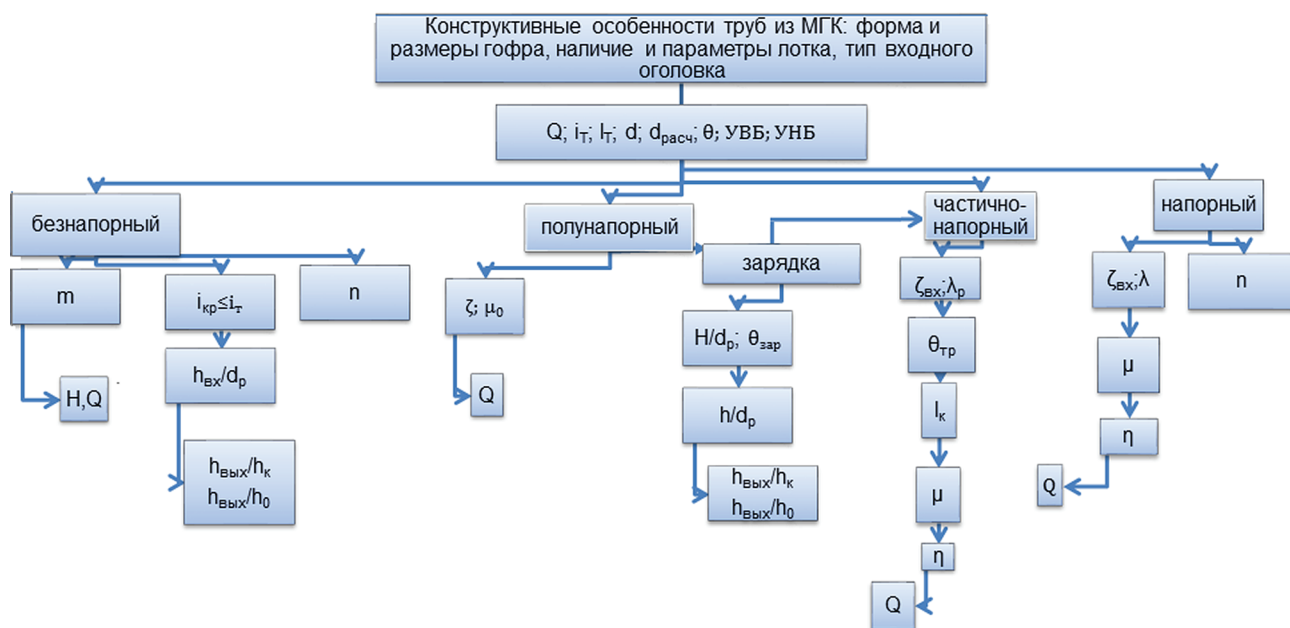 Конструктивные особенности труб из МГК: форма и
размеры гофра, наличие и параметры лотка, тип входного
оголовка
Q; iт; lт; d; dрасч; θ; УВБ; УНБ
безнапорный
полунапорный
частично-
напорный
напорный
зарядка
m
iкр≤iт
n
ζ; μ₀
ζвх;λр
ζвх;λ
n
H/dр; θзар
θтр
hвх/dр
μ
H,Q
Q
h/dр
lк
η
hвых/hк
hвых/h₀
hвых/hк
hвых/h₀
Q
μ
η
Q